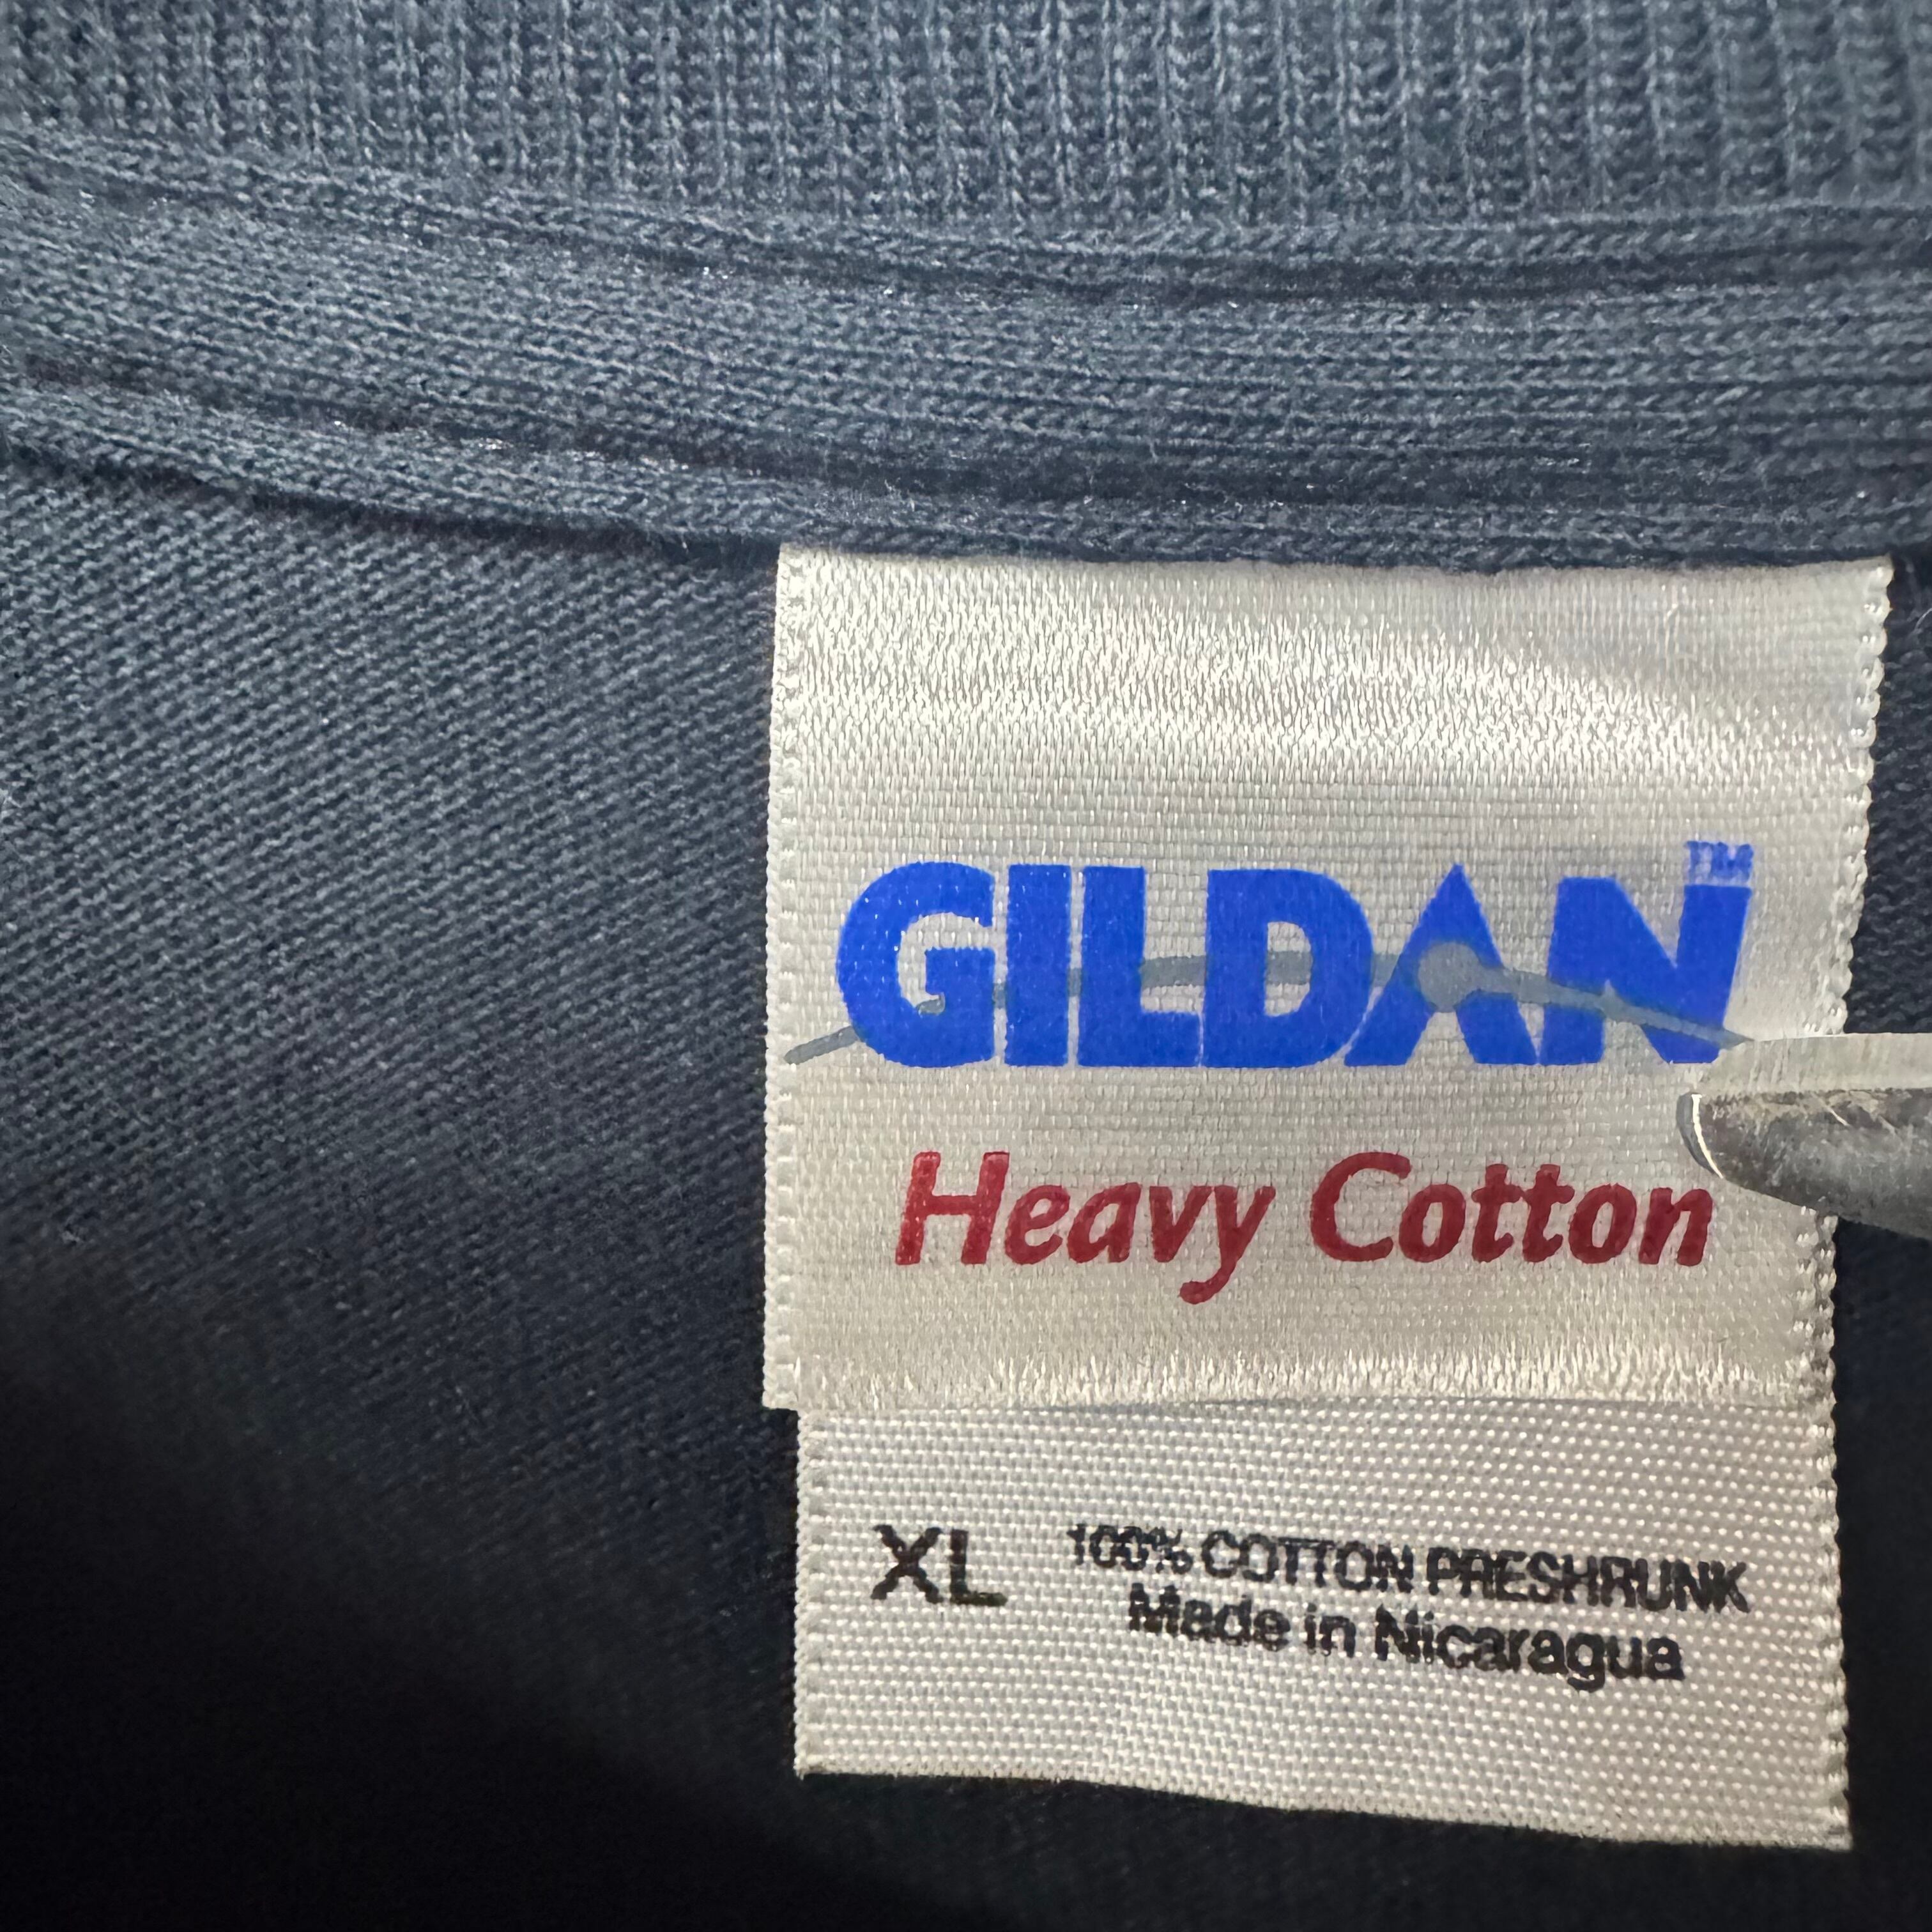 GILDAN™
Heavy Cotton
XL 100% COTTON PRESHRUNK
Made in Nicaragua